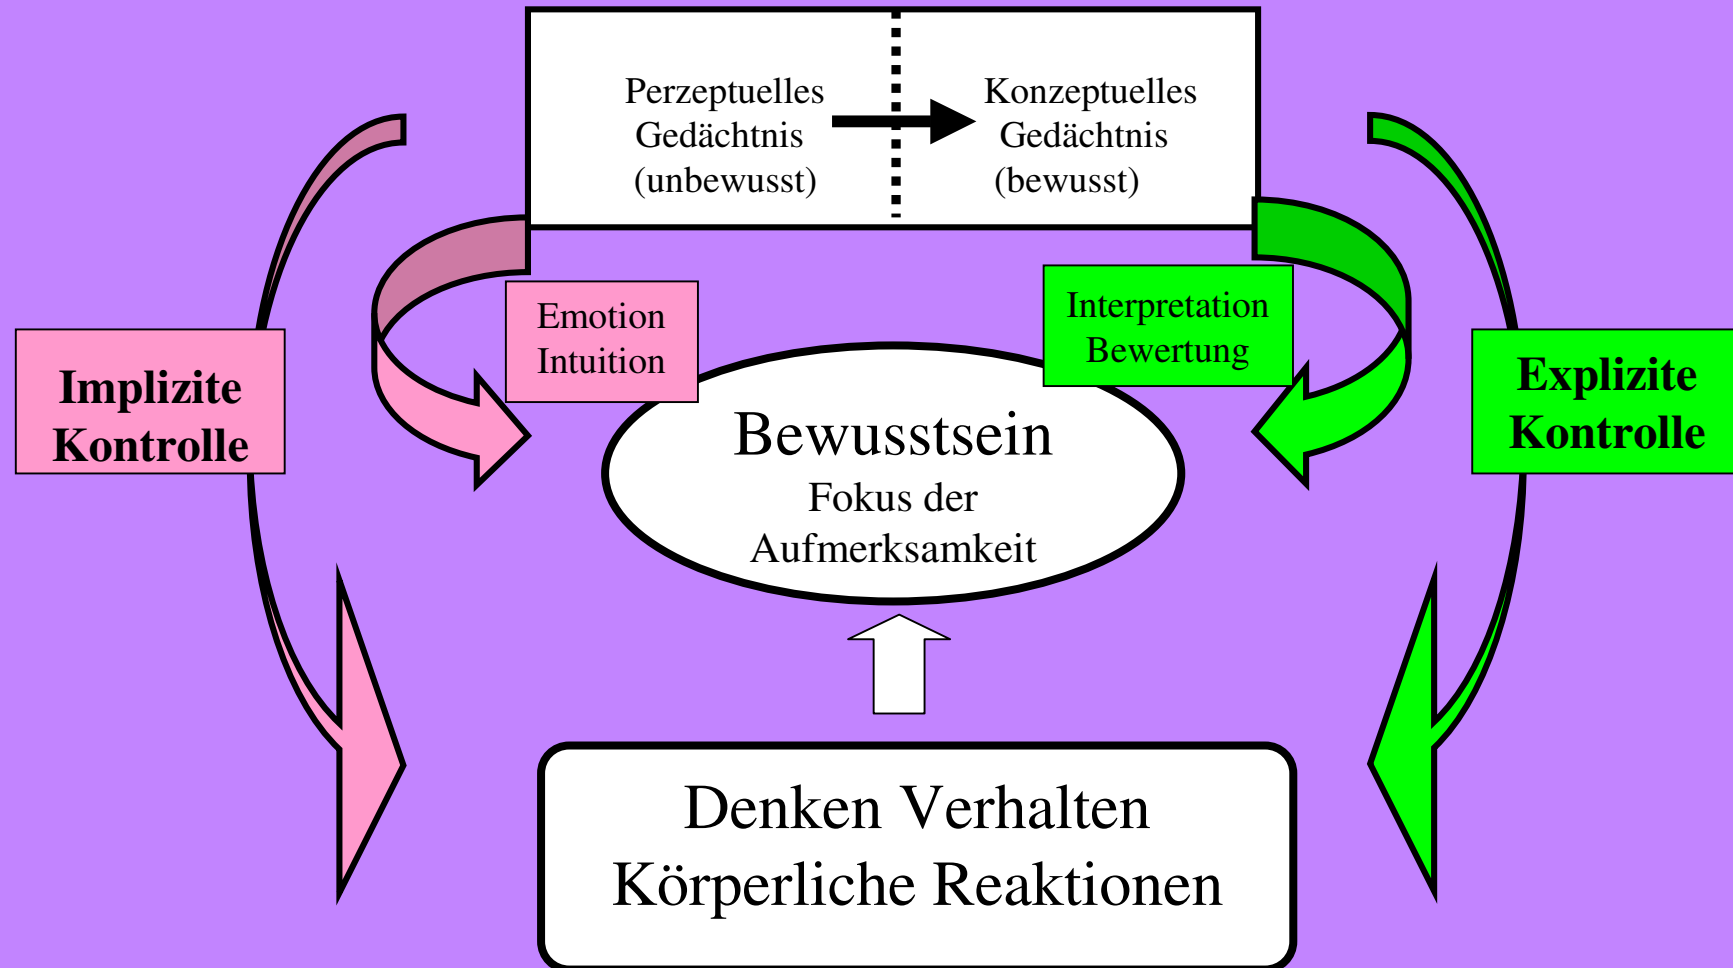 Perzeptuelles
Gedächtnis
(unbewusst)
Konzeptuelles
Gedächtnis
(bewusst)
Emotion
Intuition
Interpretation
Bewertung
Implizite
Kontrolle
Explizite
Kontrolle
Bewusstsein
Fokus der
Aufmerksamkeit
Denken Verhalten
Körperliche Reaktionen